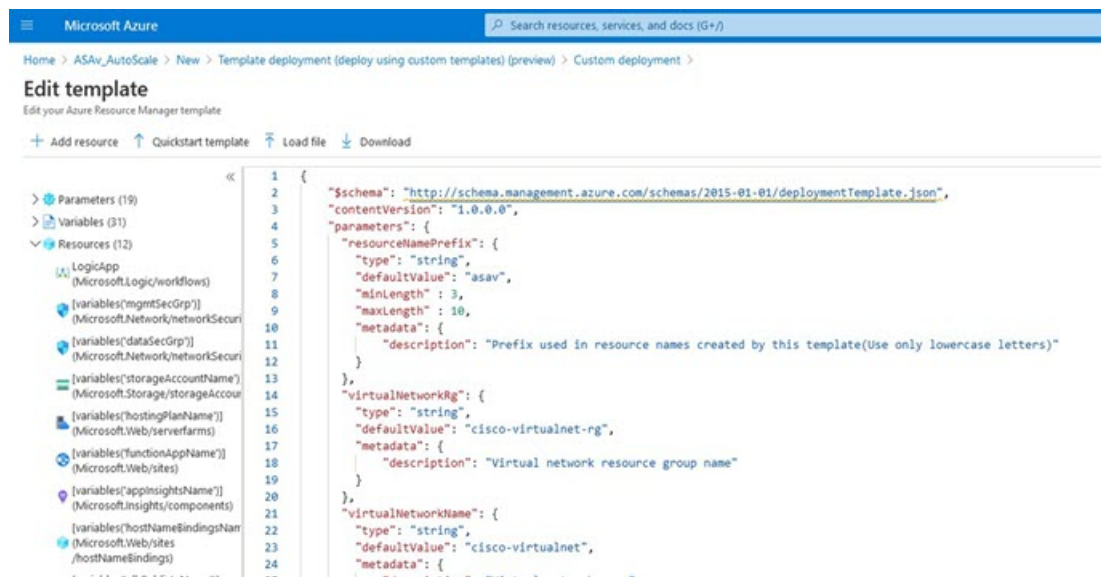 Microsoft Azure
Search resources, services, and docs (G+/)
Home > ASAv_AutoScale > New > Template deployment (deploy using custom templates) (preview) > Custom deployment >
Edit template
Edit your Azure Resource Manager template
+ Add resource ↑ Quickstart template Load file Download
«
> Parameters (19)
> Variables (31)
Resources (12)
LogicApp
(Microsoft.Logic/workflows)
[variables('mgmtSecGrp')]
(Microsoft.Network/networkSecuri
[variables('dataSecGrp')]
(Microsoft.Network/networkSecuri
[variables('storageAccountName')
(Microsoft.Storage/storageAccour
[variables('hostingPlanName')]
(Microsoft.Web/serverfarms)
[variables('functionAppName')]
(Microsoft.Web/sites)
[variables('appInsightsName')]
(Microsoft.Insights/components)
[variables('hostNameBindingsNam
(Microsoft.Web/sites
/hostNameBindings)
1 {
2 "$schema": "http://schema.management.azure.com/schemas/2015-01-01/deploymentTemplate.json",
3 "contentVersion": "1.0.0.0",
4 "parameters": {
5 "resourceNamePrefix": {
6 "type": "string",
7 "defaultValue": "asav",
8 "minLength" : 3,
9 "maxLength" : 10,
10 "metadata": {
11 "description": "Prefix used in resource names created by this template(Use only lowercase letters)"
12 }
13 },
14 "virtualNetworkRg": {
15 "type": "string",
16 "defaultValue": "cisco-virtualnet-rg",
17 "metadata": {
18 "description": "Virtual network resource group name"
19 }
20 },
21 "virtualNetworkName": {
22 "type": "string",
23 "defaultValue": "cisco-virtualnet",
24 "metadata": {